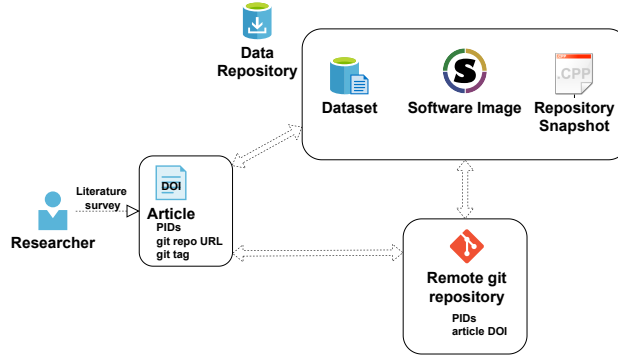 Data
Repository
Dataset
Software Image
.CPP
Repository
Snapshot
DOI
Literature
survey
Researcher
Article
PIDs
git repo URL
git tag
Remote git
repository
PIDs
article DOI